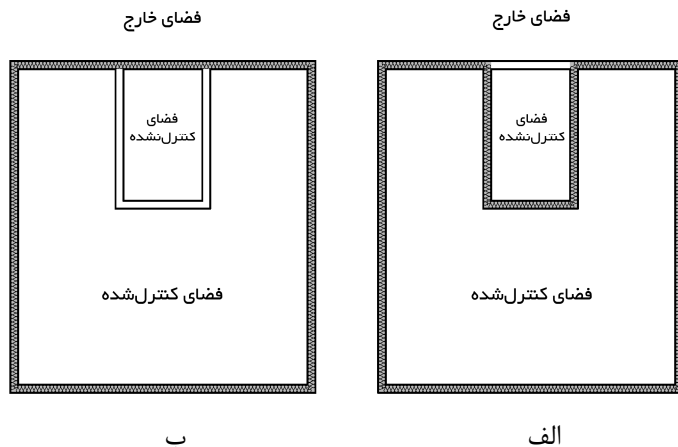 فضای خارج
فضای
کنترل‌نشده
فضای کنترل‌شده
الف
فضای خارج
فضای
کنترل‌نشده
فضای کنترل‌شده
ب